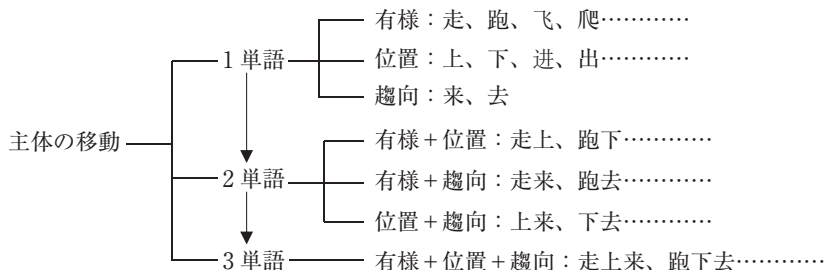 有様：走、跑、飞、爬…………
1 単語
位置：上、下、进、出…………
趨向：来、去
主体の移動
有様+位置：走上、跑下…………
2 単語
有様+趨向：走来、跑去…………
位置+趨向：上来、下去…………
3 単語
有様+位置+趨向：走上来、跑下去…………